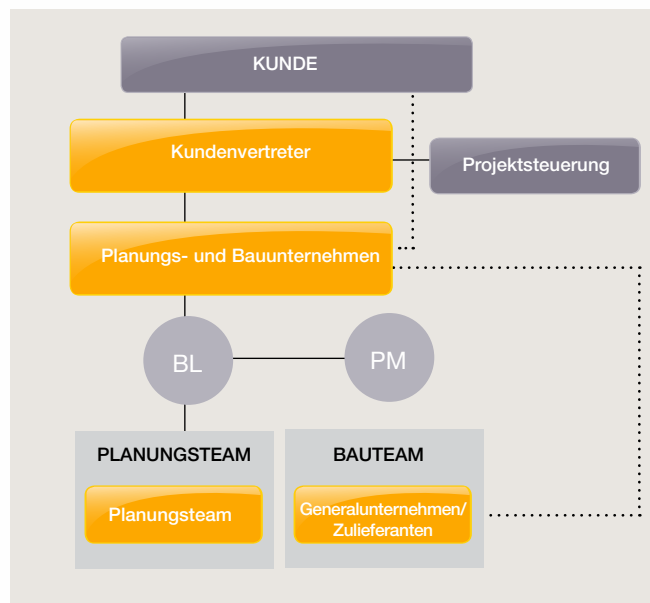 KUNDE
Kundenvertreter
Projektsteuerung
Planungs- und Bauunternehmen
BL
PM
PLANUNGSTEAM
BAUTEAM
Planungsteam
Generalunternehmen/
Zulieferanten